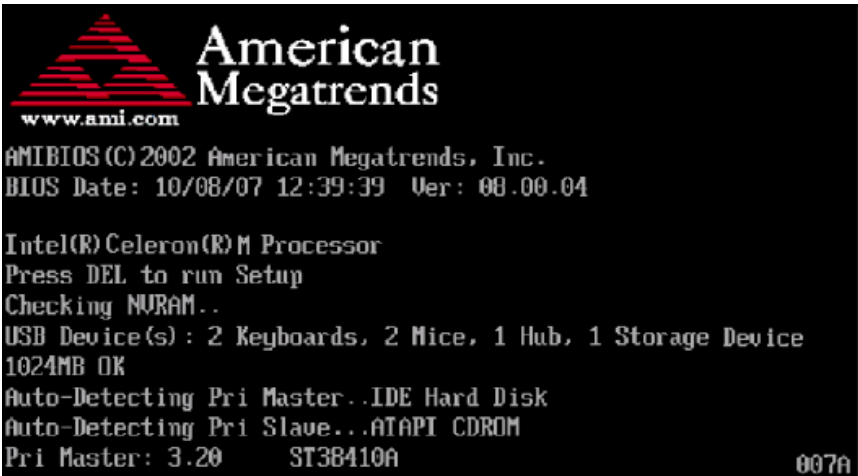 American
Megatrends
www.ami.com
AMIBIOS(C)2002 American Megatrends, Inc.
BIOS Date: 10/08/07 12:39:39 Ver: 08.00.04
Intel(R)Celeron(R)M Processor
Press DEL to run Setup
Checking NVRAM..
USB Device(s): 2 Keyboards, 2 Mice, 1 Hub, 1 Storage Device
1024MB OK
Auto-Detecting Pri Master..IDE Hard Disk
Auto-Detecting Pri Slave...ATAPI CDROM
Pri Master: 3.20 ST38410A 007A